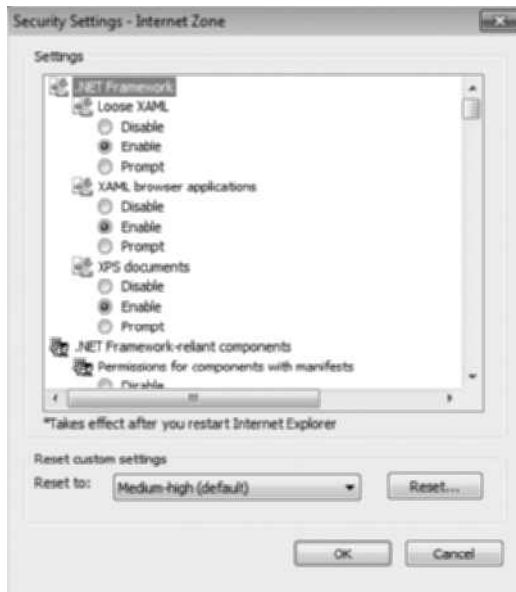 Security Settings - Internet Zone
Settings
.NET Framework
Loose XAML
Disable
Enable
Prompt
XAML browser applications
Disable
Enable
Prompt
XPS documents
Disable
Enable
Prompt
.NET Framework-reliant components
Permissions for components with manifests
Disable
*Takes effect after you restart Internet Explorer
Reset custom settings
Reset to: Medium-high (default) Reset...
OK Cancel